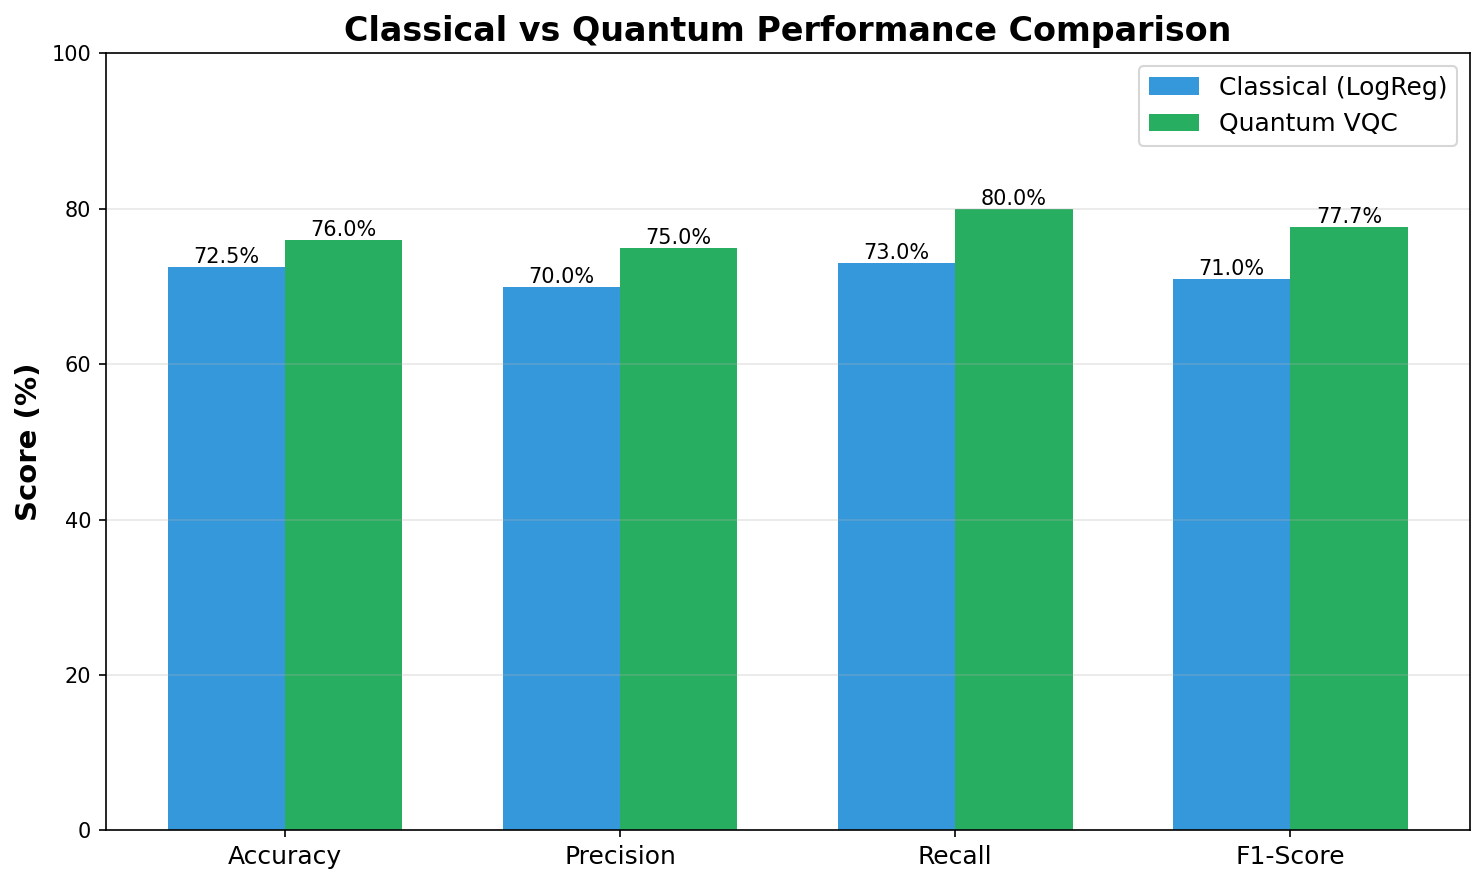 Classical vs Quantum Performance Comparison
100
80
60
40
20
0
Score (%)
Classical (LogReg)
Quantum VQC
72.5%
76.0%
70.0%
75.0%
73.0%
80.0%
71.0%
77.7%
Accuracy
Precision
Recall
F1-Score